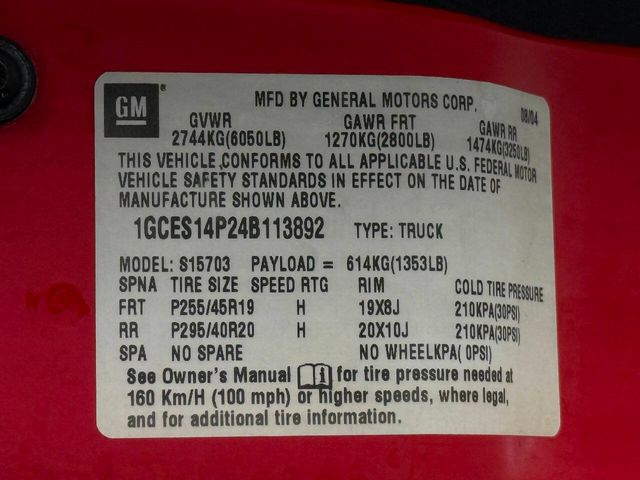 GM MFD BY GENERAL MOTORS CORP. 08/04
GVWR GAWR FRT GAWR RR
2744KG(6050LB) 1270KG(2800LB) 1474KG(3250LB)
THIS VEHICLE CONFORMS TO ALL APPLICABLE U.S. FEDERAL MOTOR
VEHICLE SAFETY STANDARDS IN EFFECT ON THE DATE OF
MANUFACTURE SHOWN ABOVE.
1GCES14P24B113892 TYPE: TRUCK
MODEL: S15703 PAYLOAD = 614KG(1353LB)
SPNA TIRE SIZE SPEED RTG RIM COLD TIRE PRESSURE
FRT P255/45R19 H 19X8J 210KPA(30PSI)
RR P295/40R20 H 20X10J 210KPA(30PSI)
SPA NO SPARE NO WHEELKPA( 0PSI)
See Owner's Manual for tire pressure needed at
160 Km/H (100 mph) or higher speeds, where legal,
and for additional tire information.